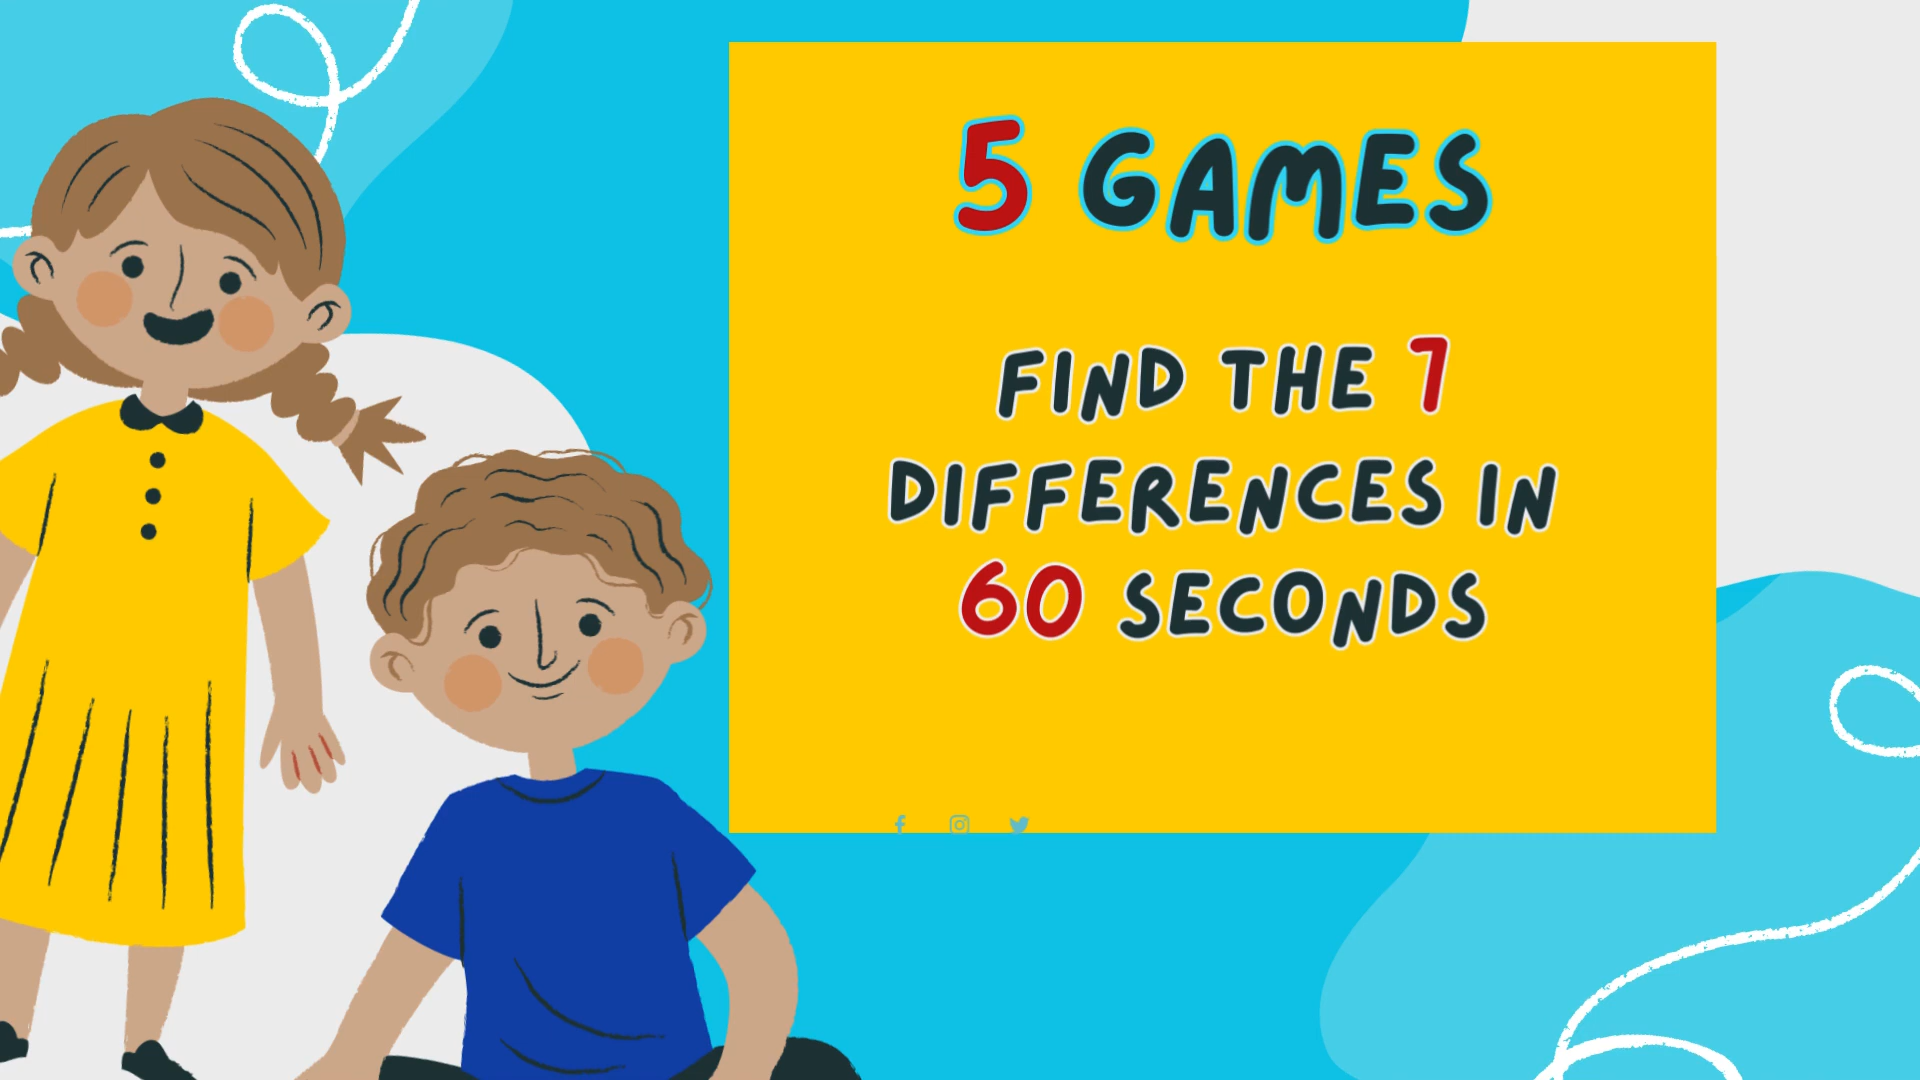 5 GAMES
FIND THE 7
DIFFERENCES IN
60 SECONDS